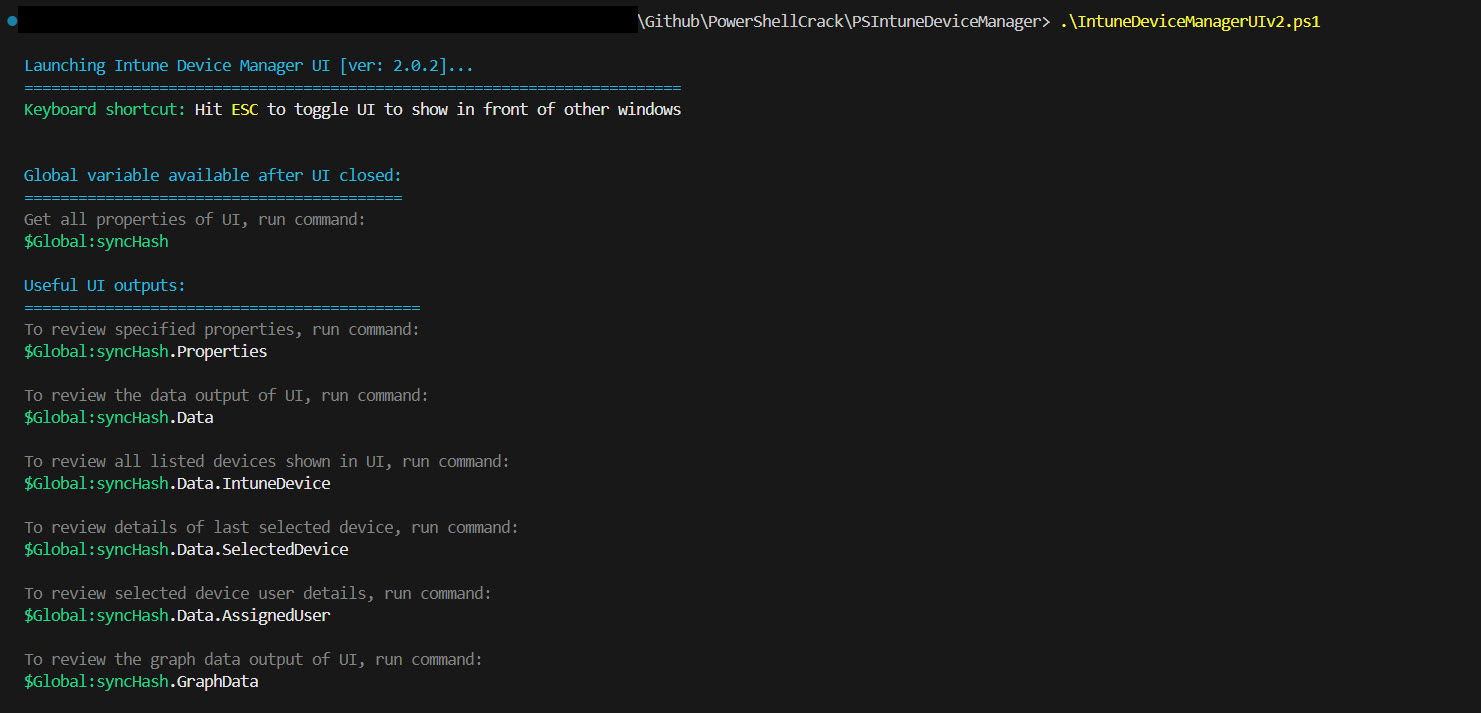 \Github\PowerShellCrack\PSIntuneDeviceManager> .\IntuneDeviceManagerUIv2.ps1
Launching Intune Device Manager UI [ver: 2.0.2]...
=========================================================================
Keyboard shortcut: Hit ESC to toggle UI to show in front of other windows
Global variable available after UI closed:
==========================================
Get all properties of UI, run command:
$Global:syncHash
Useful UI outputs:
============================================
To review specified properties, run command:
$Global:syncHash.Properties
To review the data output of UI, run command:
$Global:syncHash.Data
To review all listed devices shown in UI, run command:
$Global:syncHash.Data.IntuneDevice
To review details of last selected device, run command:
$Global:syncHash.Data.SelectedDevice
To review selected device user details, run command:
$Global:syncHash.Data.AssignedUser
To review the graph data output of UI, run command:
$Global:syncHash.GraphData